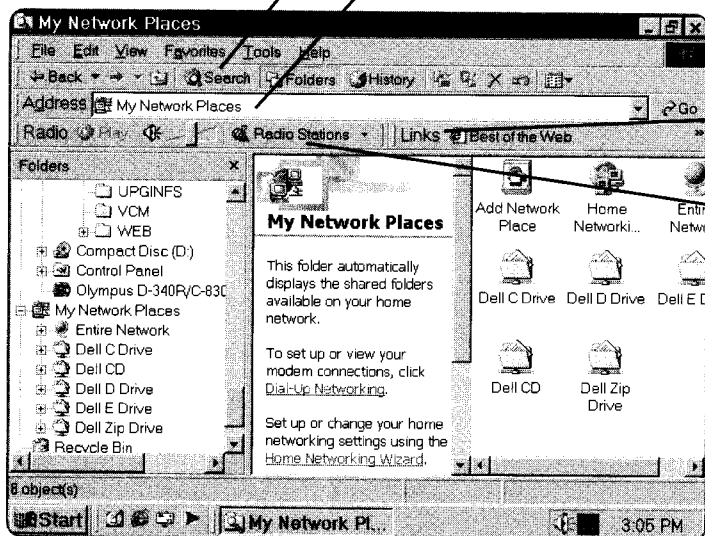 My Network Places
File Edit View Favorites Tools Help
Back Search Folders History
Address My Network Places Go
Radio Play Radio Stations Links Best of the Web »
Folders ×
UPGINFS
VCM
WEB
Compact Disc (D:)
Control Panel
Olympus D-340R/C-830
My Network Places
Entire Network
Dell C Drive
Dell CD
Dell D Drive
Dell E Drive
Dell Zip Drive
Recycle Bin
My Network Places
This folder automatically
displays the shared folders
available on your home
network.
To set up or view your
modem connections, click
Dial-Up Networking.
Set up or change your home
networking settings using the
Home Networking Wizard.
Add Network
Place
Home
Networki...
Entir
Netwo
Dell C Drive
Dell D Drive
Dell E D
Dell CD
Dell Zip
Drive
8 object(s)
Start My Network Pl... 3:05 PM